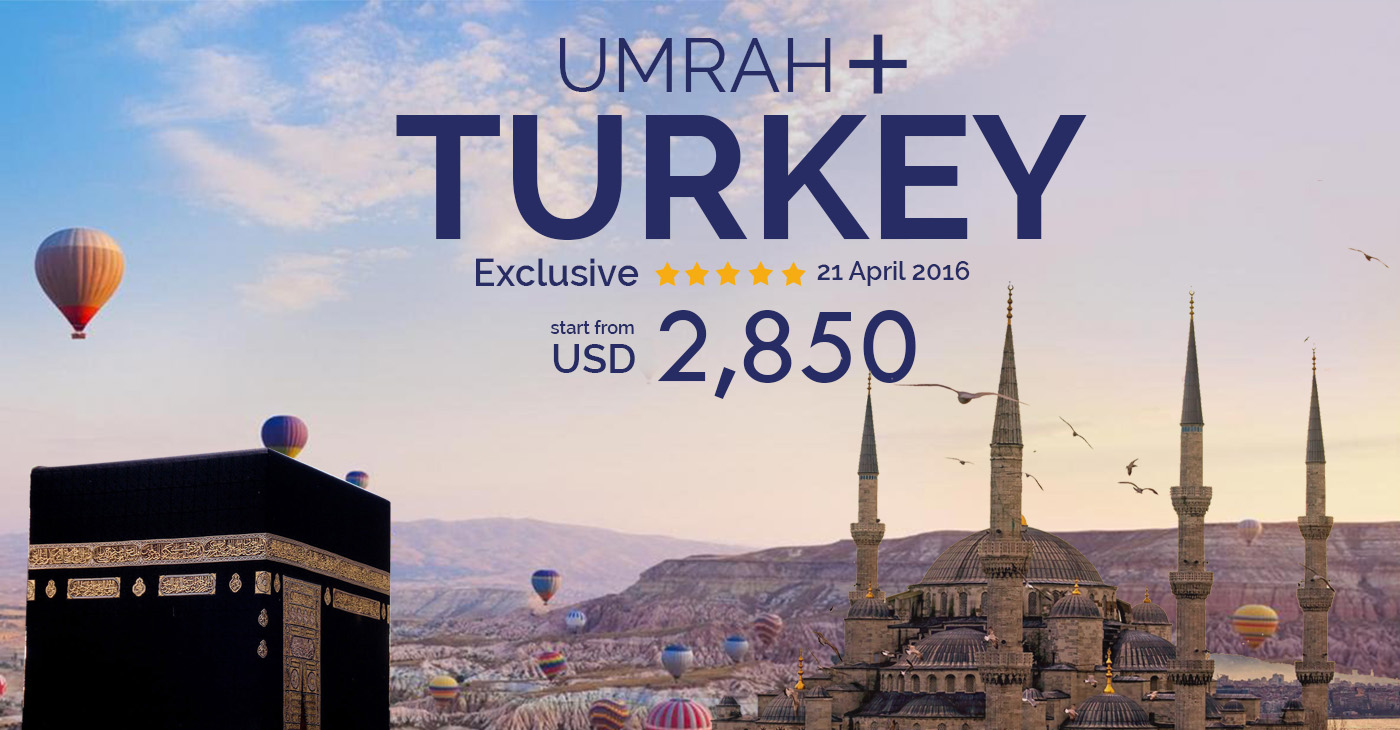 UMRAH+
TURKEY
Exclusive ★★★★★ 21 April 2016
start from
USD 2,850